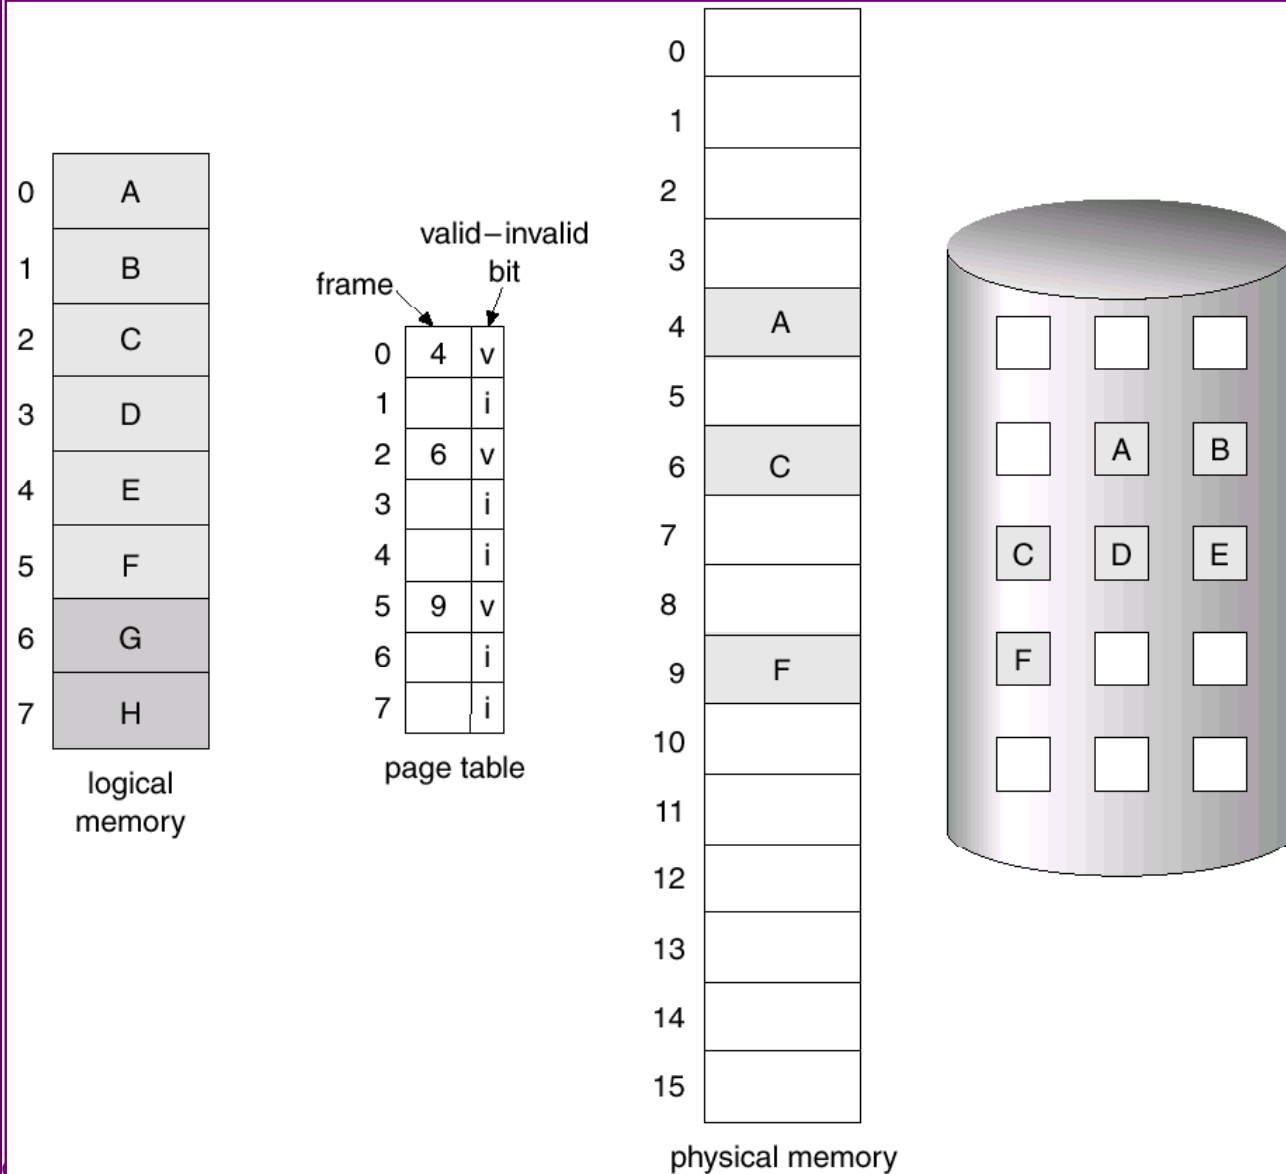 0 A
1 B
2 C
3 D
4 E
5 F
6 G
7 H
logical
memory
valid–invalid
bit
frame
0 4 v
1 i
2 6 v
3 i
4 i
5 9 v
6 i
7 i
page table
0
1
2
3
4 A
5
6 C
7
8
9 F
10
11
12
13
14
15
physical memory
A B
C D E
F